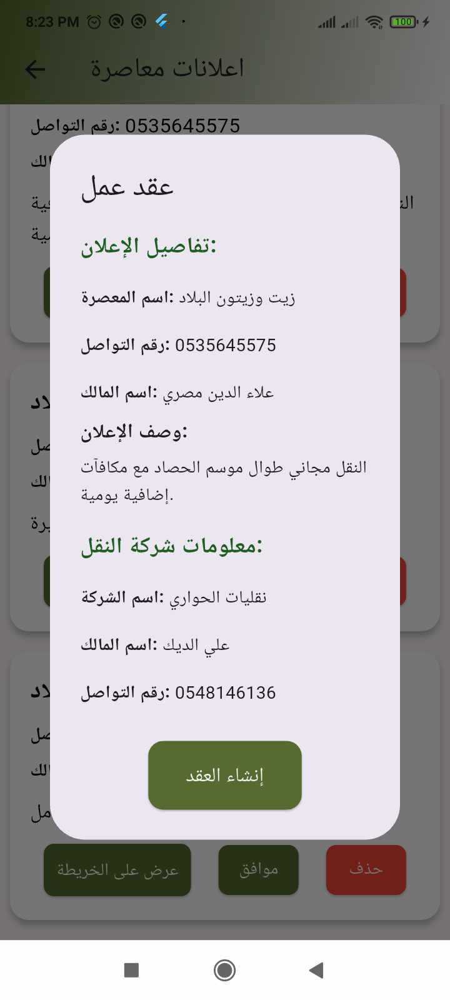 8:23 PM
100
اعلانات معاصرة
رقم التواصل: 0535645575
عقد عمل
تفاصيل الإعلان:
اسم المعصرة: زيت وزيتون البلاد
رقم التواصل: 0535645575
اسم المالك: علاء الدين مصري
وصف الإعلان:
النقل مجاني طوال موسم الحصاد مع مكافآت
إضافية يومية.
معلومات شركة النقل:
اسم الشركة: نقليات الحواري
اسم المالك: علي الديك
رقم التواصل: 0548146136
إنشاء العقد
عرض على الخريطة
موافق
حذف